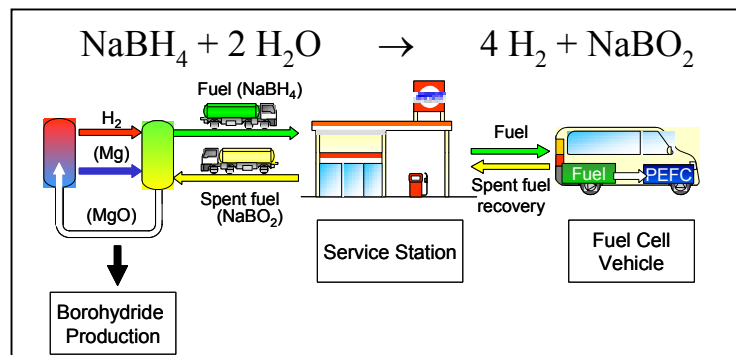 NaBH₄ + 2 H₂O → 4 H₂ + NaBO₂
Fuel (NaBH₄)
H₂
(Mg)
(MgO)
Spent fuel
(NaBO₂)
Borohydride
Production
Service Station
Fuel
Spent fuel
recovery
Fuel
PEFC
Fuel Cell
Vehicle